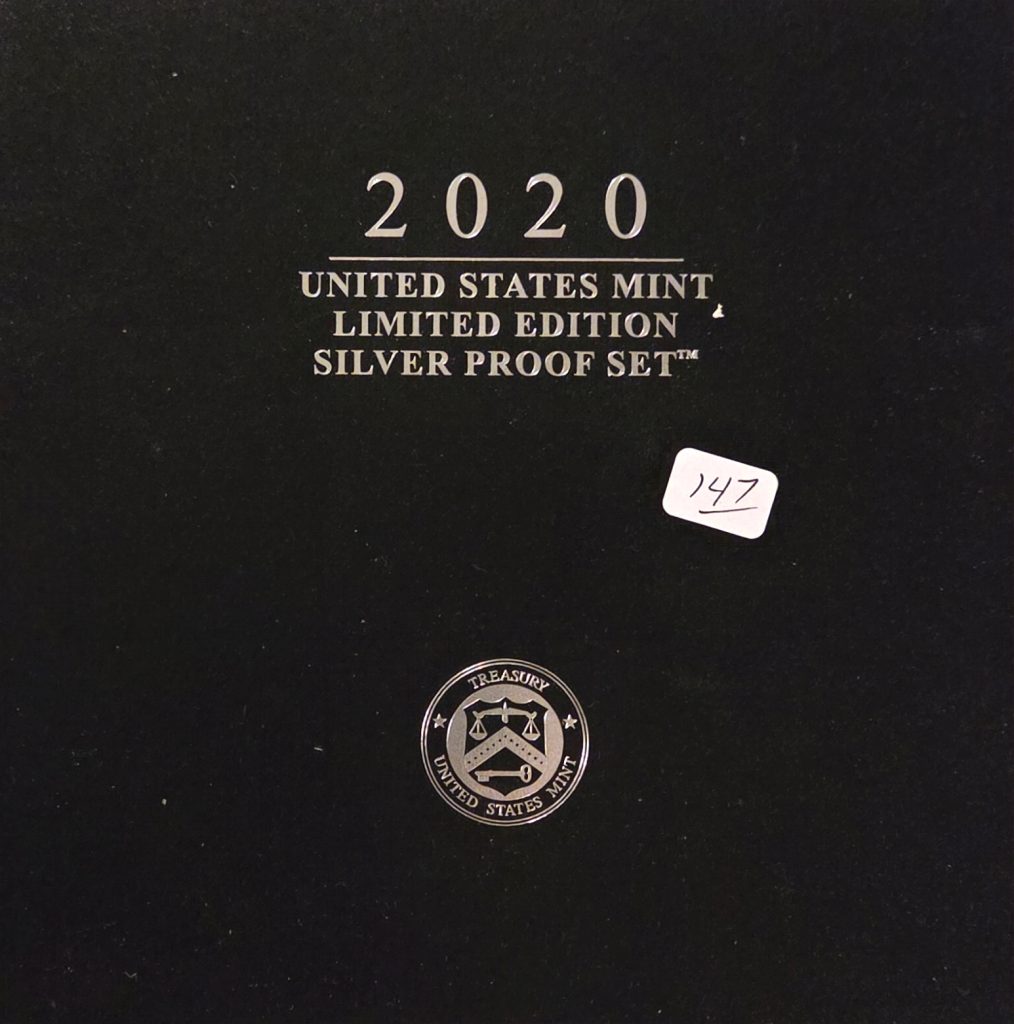 2020
UNITED STATES MINT
LIMITED EDITION
SILVER PROOF SET™
147
TREASURY
UNITED STATES MINT